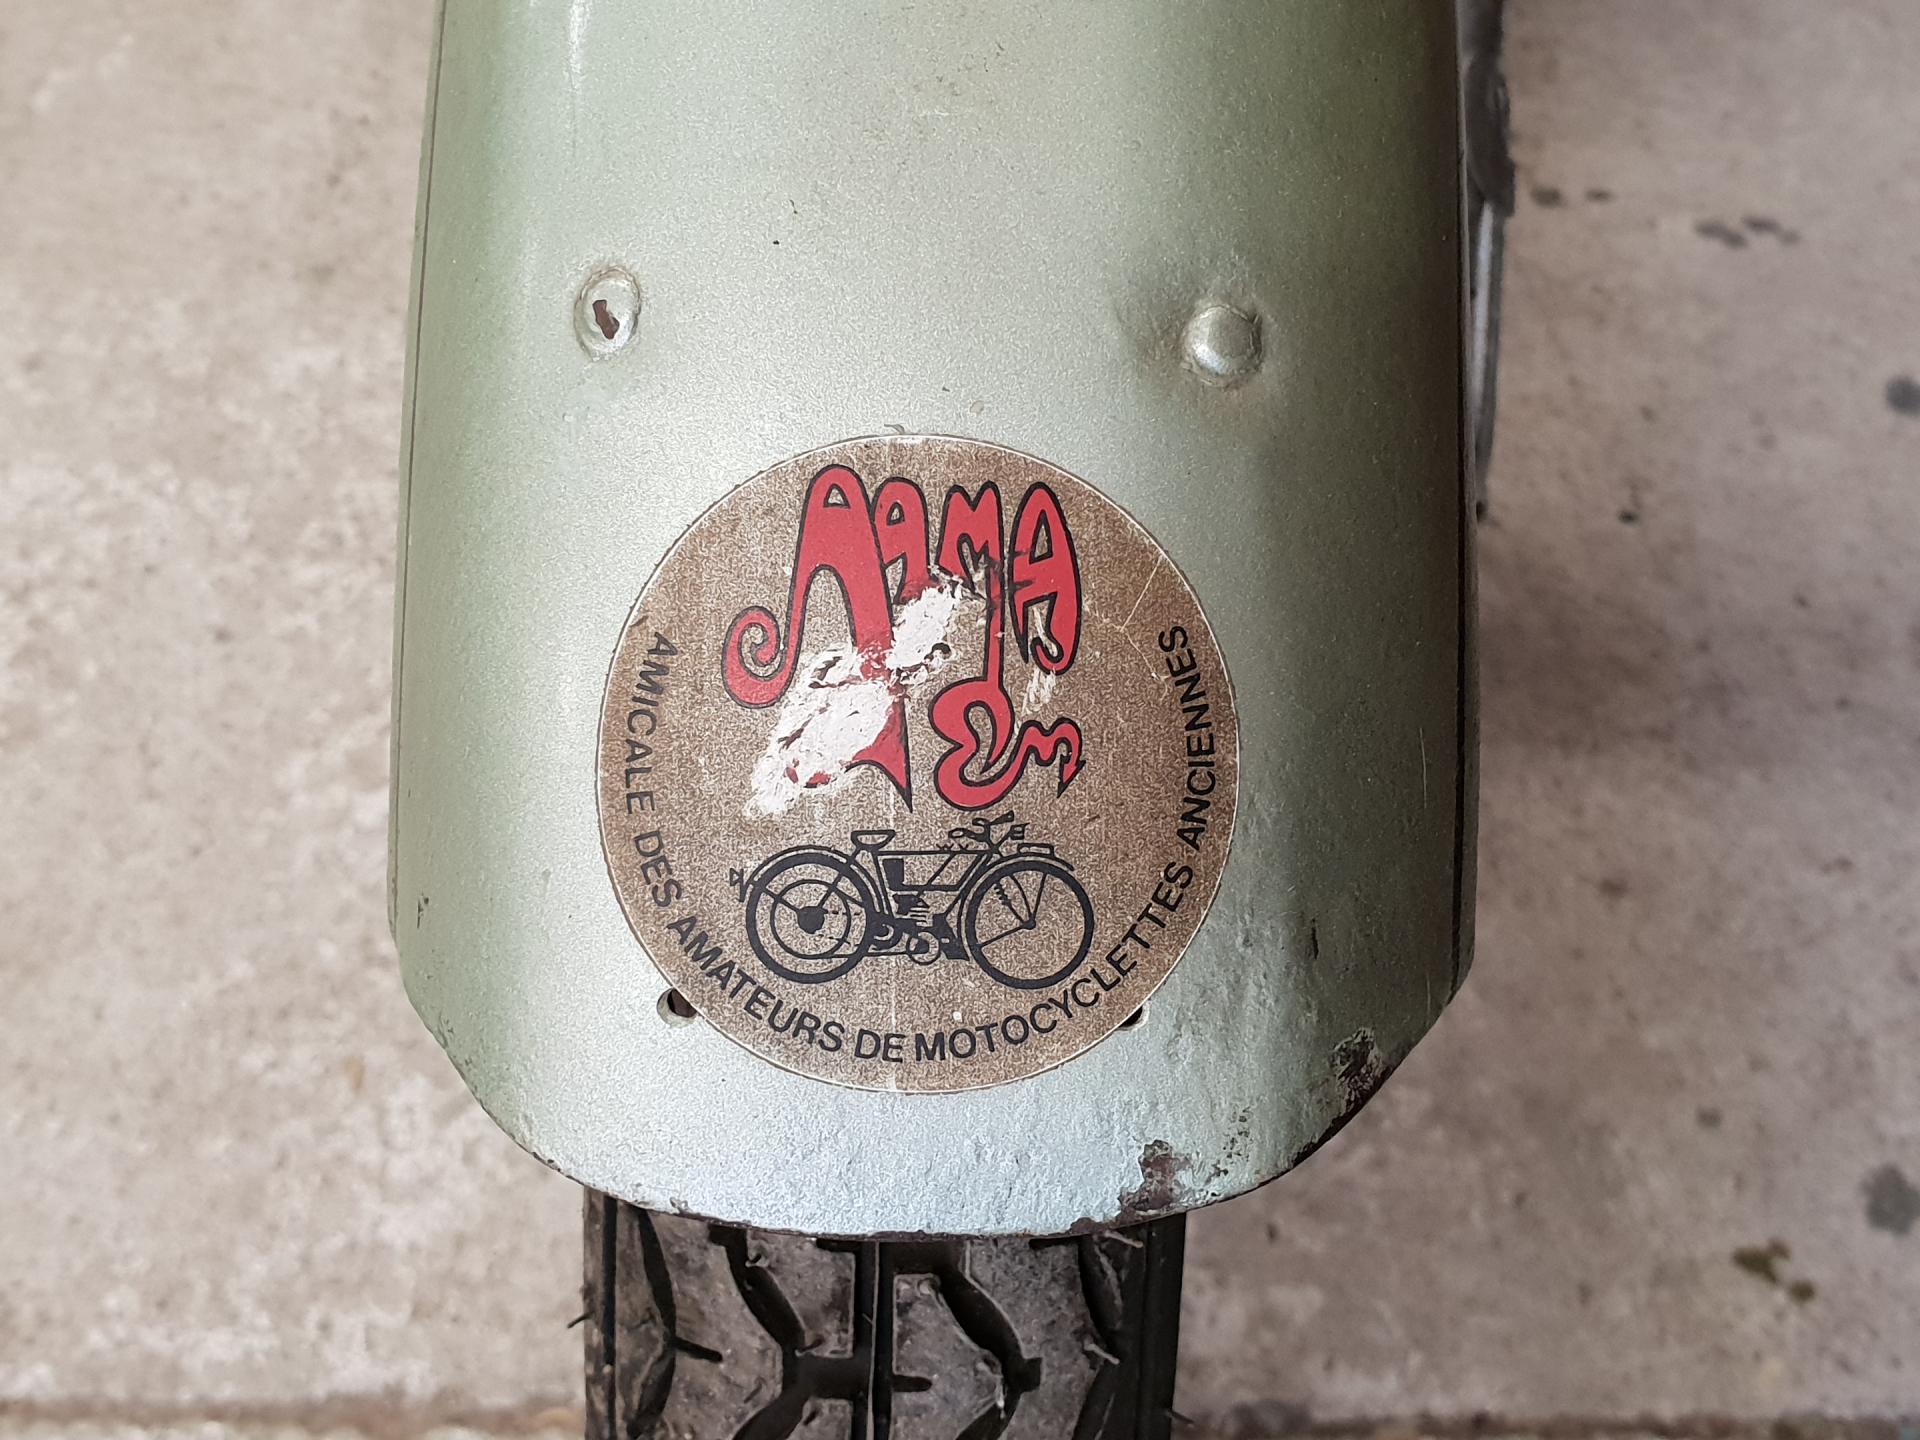 AAMA
AMICALE DES AMATEURS DE MOTOCYCLETTES ANCIENNES